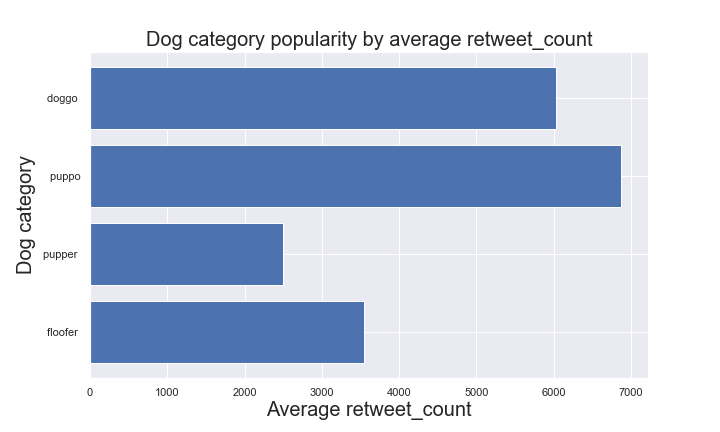 Dog category popularity by average retweet_count
Dog category
doggo
puppo
pupper
floofer
0 1000 2000 3000 4000 5000 6000 7000
Average retweet_count